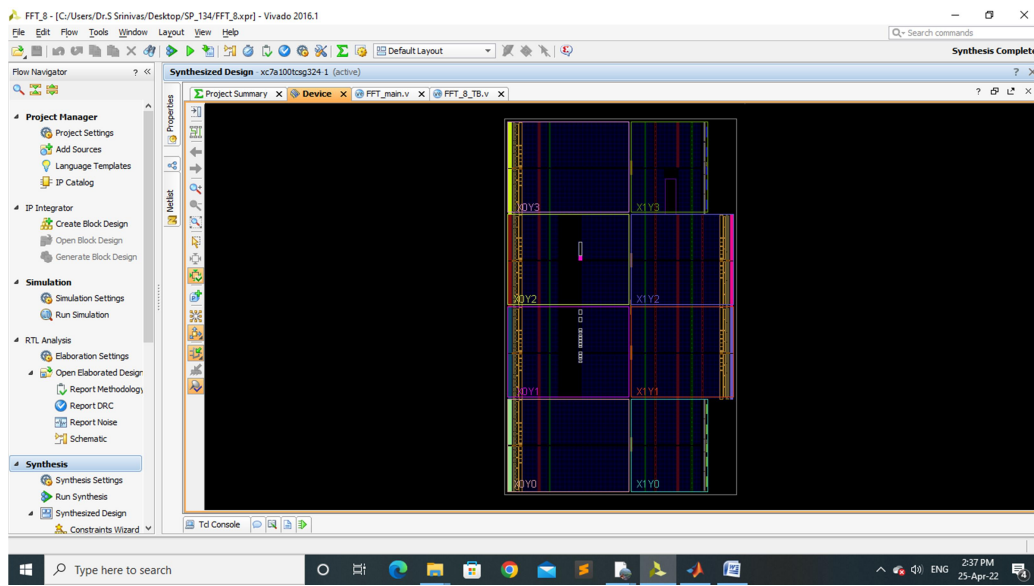 FFT_8 - [C:/Users/Dr.S Srinivas/Desktop/SP_134/FFT_8.xpr] - Vivado 2016.1
File Edit Flow Tools Window Layout View Help
Search commands
Default Layout
Synthesis Complete
Flow Navigator
? «
Synthesized Design - xc7a100tcsg324-1 (active)
?
Project Summary
Device
FFT_main.v
FFT_8_TB.v
?
Properties
Netlist
Project Manager
Project Settings
Add Sources
Language Templates
IP Catalog
IP Integrator
Create Block Design
Open Block Design
Generate Block Design
Simulation
Simulation Settings
Run Simulation
RTL Analysis
Elaboration Settings
Open Elaborated Design
Report Methodology
Report DRC
Report Noise
Schematic
Synthesis
Synthesis Settings
Run Synthesis
Synthesized Design
Constraints Wizard
X0Y3 X1Y3
X0Y2 X1Y2
X0Y1 X1Y1
X0Y0 X1Y0
Tcl Console
Type here to search
ENG
2:37 PM
25-Apr-22
4